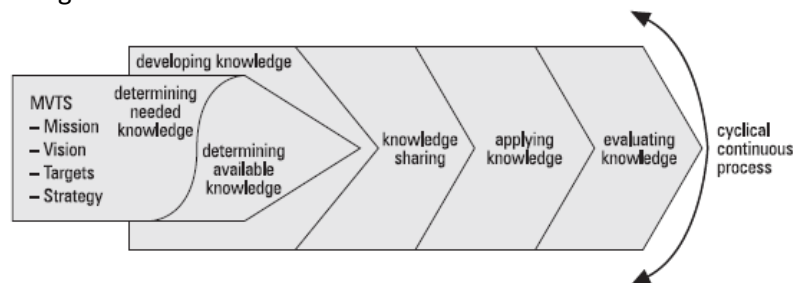 developing knowledge
MVTS
– Mission
– Vision
– Targets
– Strategy
determining
needed
knowledge
determining
available
knowledge
knowledge
sharing
applying
knowledge
evaluating
knowledge
cyclical
continuous
process